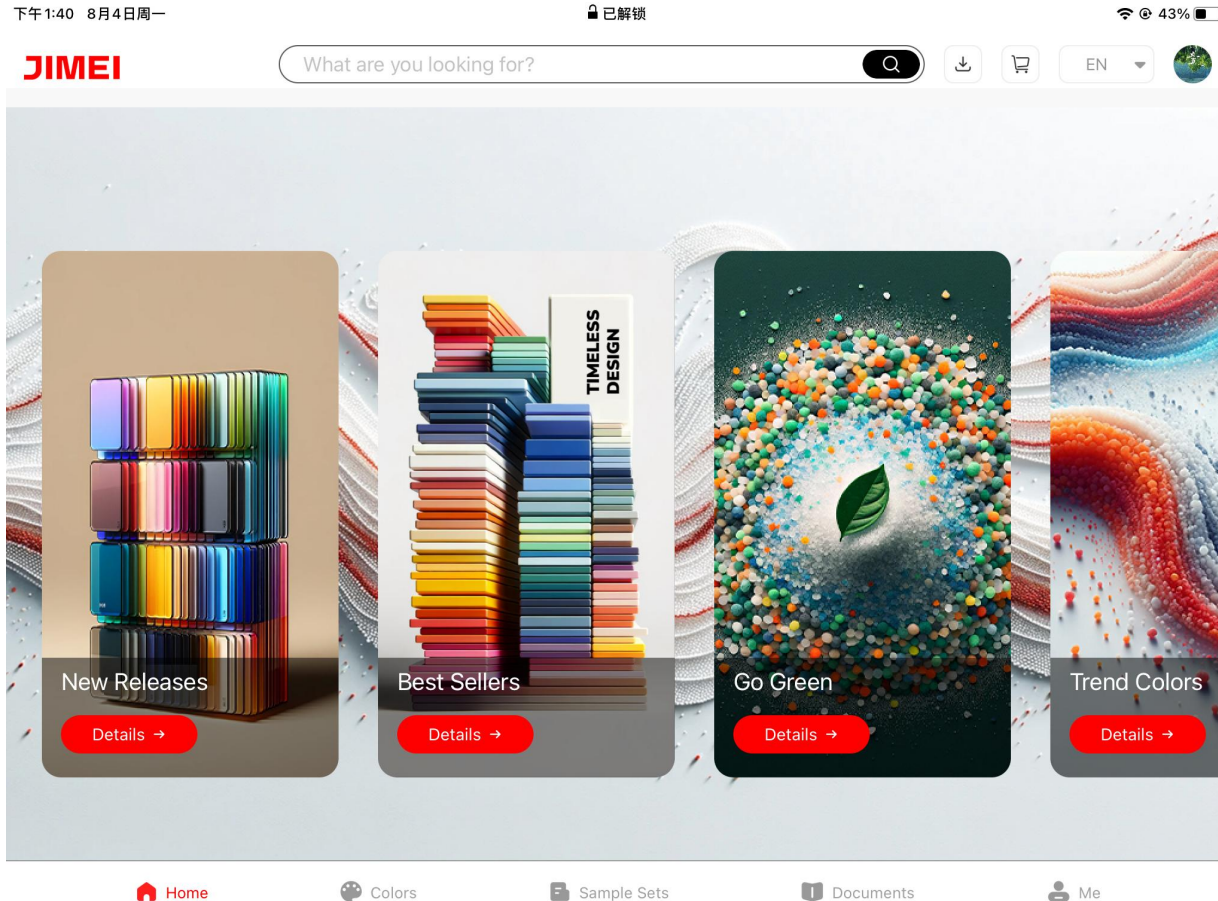 下午1:40 8月4日周一
已解锁
43%
JIMEI
What are you looking for?
EN
TIMELESS
DESIGN
New Releases
Best Sellers
Go Green
Trend Colors
Details →
Details →
Details →
Details →
Home
Colors
Sample Sets
Documents
Me